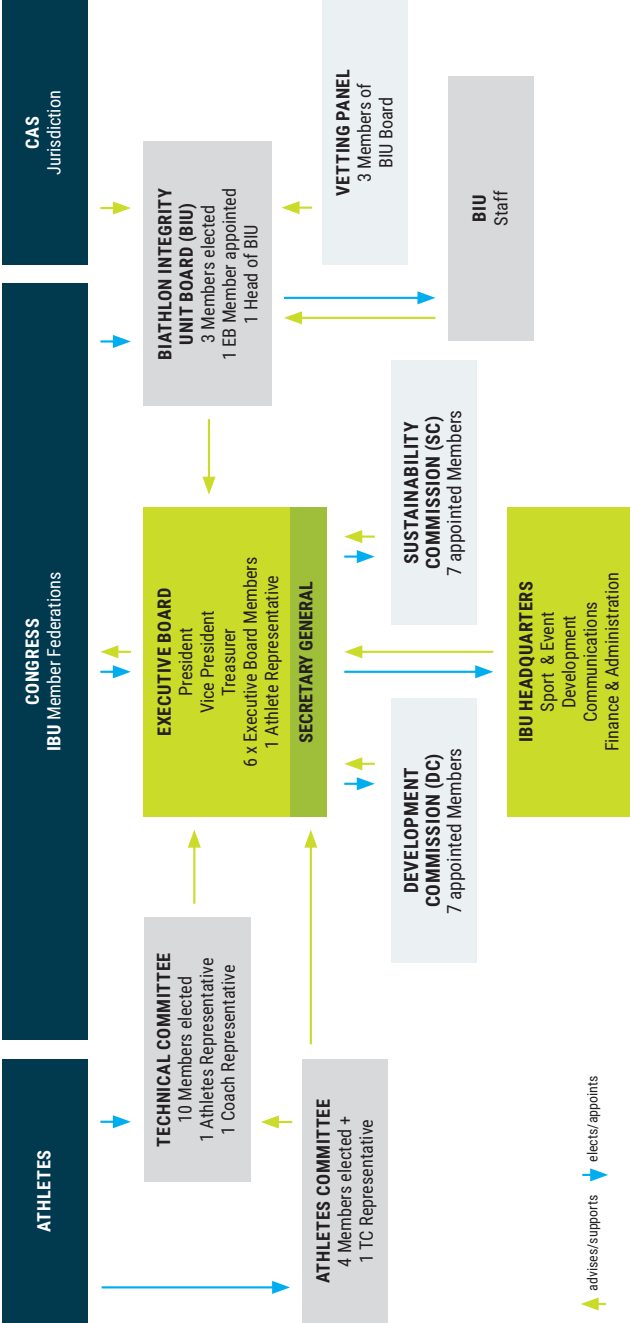 ATHLETES
CONGRESS
IBU Member Federations
CAS
Jurisdiction
TECHNICAL COMMITTEE
10 Members elected
1 Athletes Representative
1 Coach Representative
EXECUTIVE BOARD
President
Vice President
Treasurer
6 x Executive Board Members
1 Athlete Representative
SECRETARY GENERAL
BIATHLON INTEGRITY
UNIT BOARD (BIU)
3 Members elected
1 EB Member appointed
1 Head of BIU
ATHLETES COMMITTEE
4 Members elected +
1 TC Representative
VETTING PANEL
3 Members of
BIU Board
DEVELOPMENT
COMMISSION (DC)
7 appointed Members
SUSTAINABILITY
COMMISSION (SC)
7 appointed Members
BIU
Staff
IBU HEADQUARTERS
Sport & Event
Development
Communications
Finance & Administration
advises/supports
elects/appoints